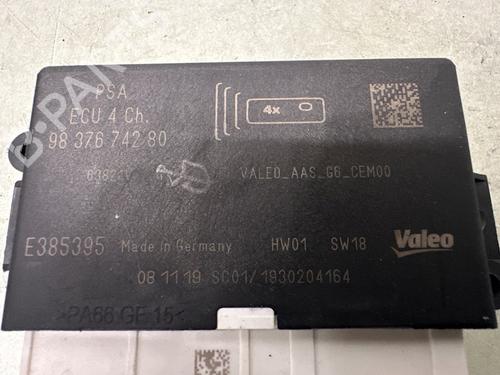 PSA
ECU 4 Ch.
98 376 742 80
4x
VALEO_AAS_G6_CEM00
E385395 Made in Germany HW01 SW18 Valeo
08 11 19 SC01/1930204164
>PA66 GF 15<
B-PARTS